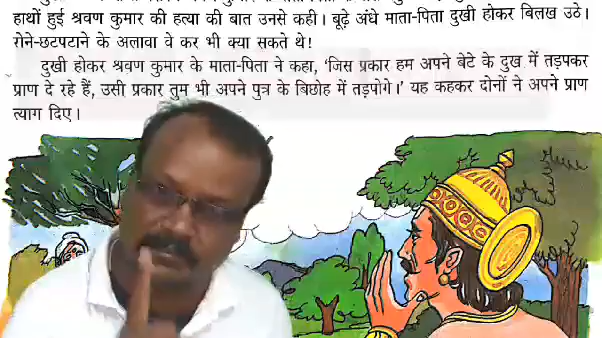 हाथों हुई श्रवण कुमार की हत्या की बात उनसे कही। बूढ़े अंधे माता-पिता दुखी होकर बिलख उठे।
रोने-छटपटाने के अलावा वे कर भी क्या सकते थे!
दुखी होकर श्रवण कुमार के माता-पिता ने कहा, 'जिस प्रकार हम अपने बेटे के दुख में तड़पकर
प्राण दे रहे हैं, उसी प्रकार तुम भी अपने पुत्र के बिछोह में तड़पोगे।' यह कहकर दोनों ने अपने प्राण
त्याग दिए।